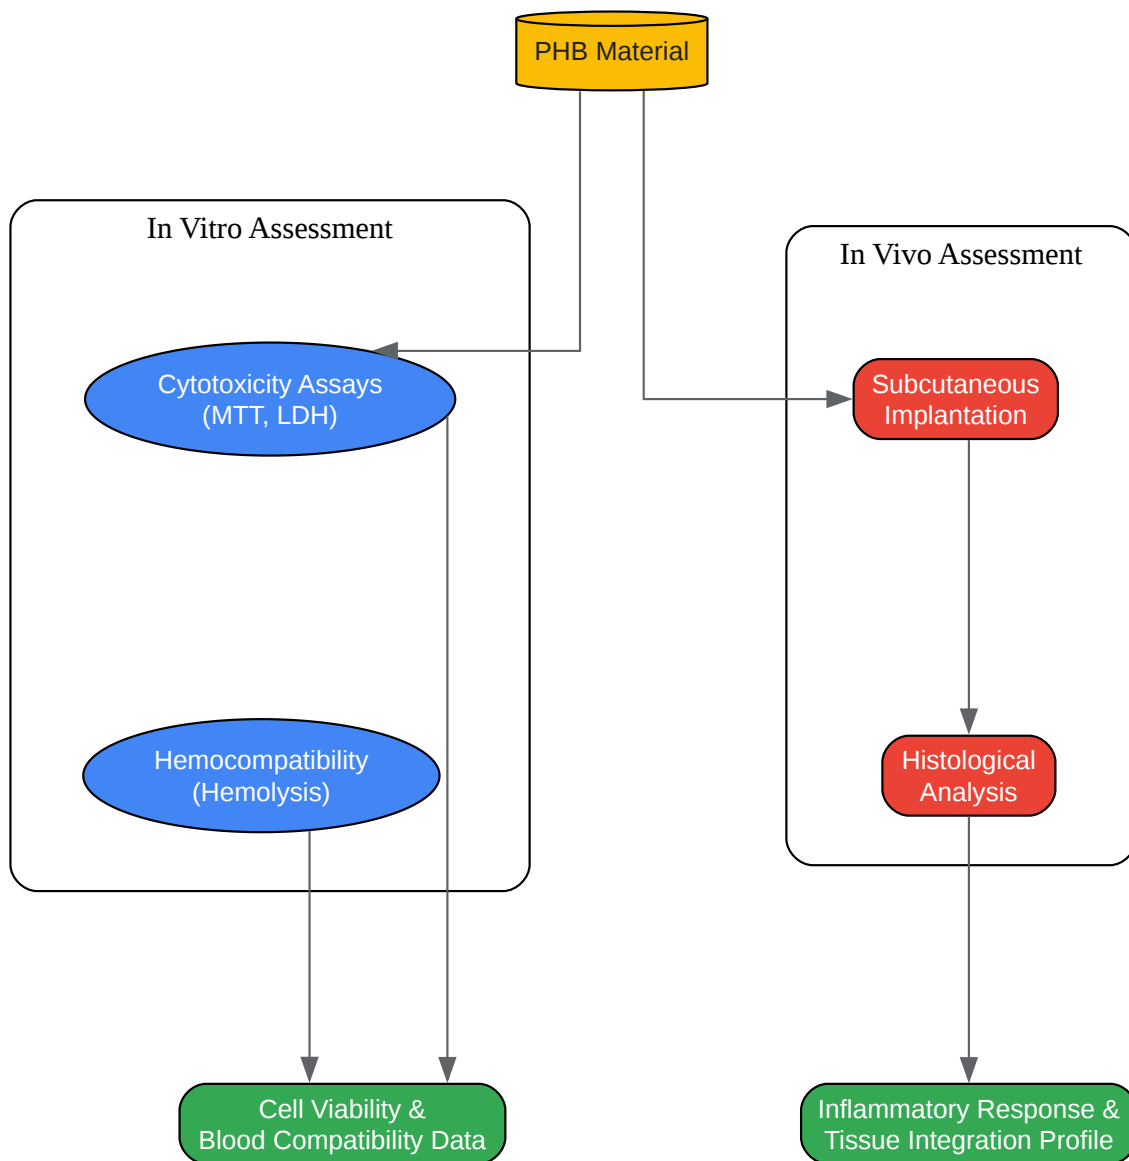 PHB Material
In Vitro Assessment
Cytotoxicity Assays
(MTT, LDH)
Hemocompatibility
(Hemolysis)
Cell Viability &
Blood Compatibility Data
In Vivo Assessment
Subcutaneous
Implantation
Histological
Analysis
Inflammatory Response &
Tissue Integration Profile